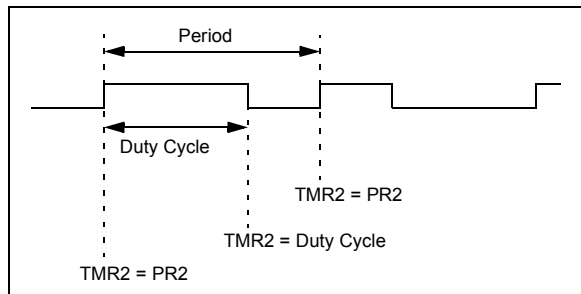 Period
Duty Cycle
TMR2 = PR2
TMR2 = Duty Cycle
TMR2 = PR2